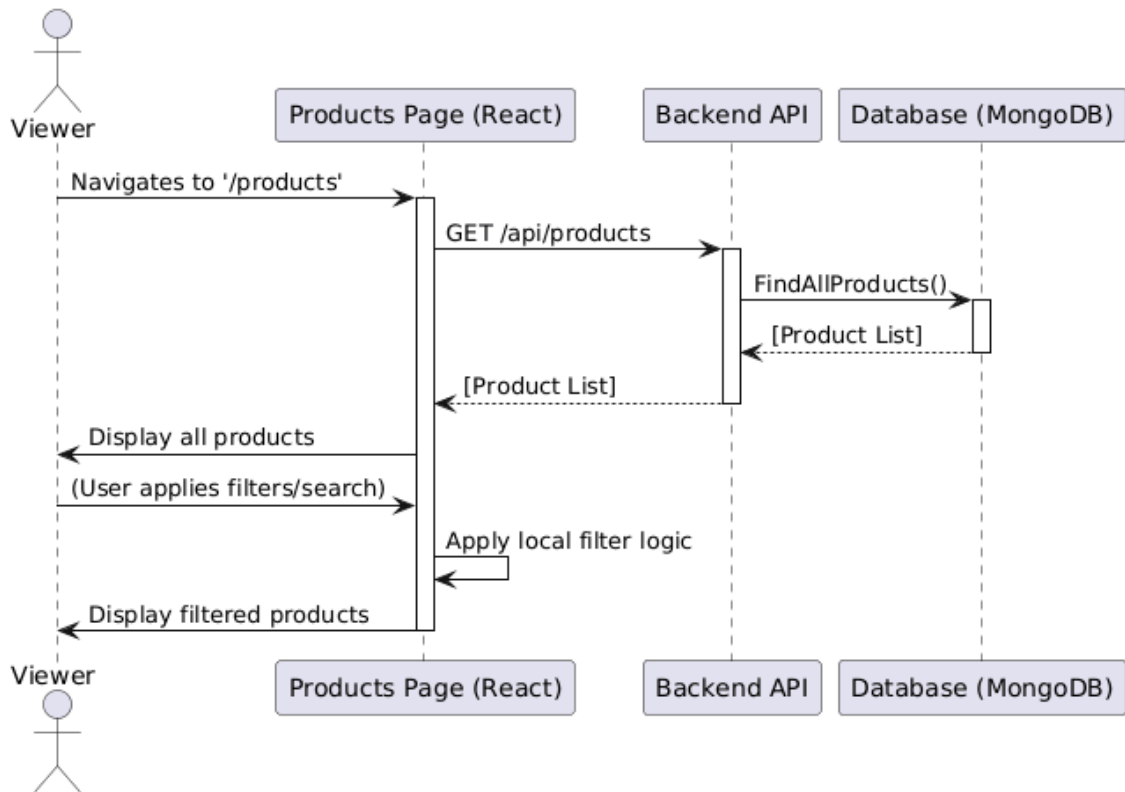 Viewer
Products Page (React)
Backend API
Database (MongoDB)
Navigates to '/products'
GET /api/products
FindAllProducts()
[Product List]
[Product List]
Display all products
(User applies filters/search)
Apply local filter logic
Display filtered products
Viewer
Products Page (React)
Backend API
Database (MongoDB)